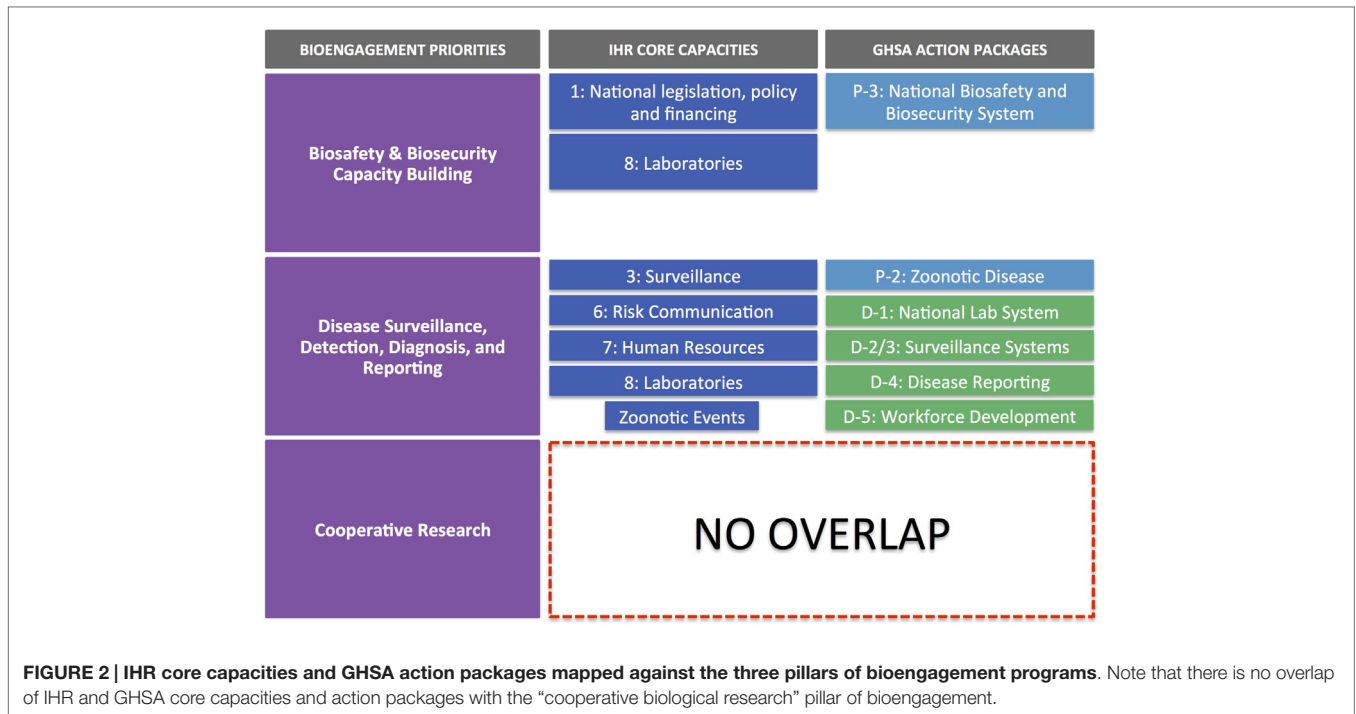 BIOENGAGEMENT PRIORITIES
IHR CORE CAPACITIES
GHSA ACTION PACKAGES
Biosafety & Biosecurity
Capacity Building
1: National legislation, policy
and financing
8: Laboratories
P-3: National Biosafety and
Biosecurity System
Disease Surveillance,
Detection, Diagnosis, and
Reporting
3: Surveillance
6: Risk Communication
7: Human Resources
8: Laboratories
Zoonotic Events
P-2: Zoonotic Disease
D-1: National Lab System
D-2/3: Surveillance Systems
D-4: Disease Reporting
D-5: Workforce Development
Cooperative Research
NO OVERLAP
FIGURE 2 | IHR core capacities and GHSA action packages mapped against the three pillars of bioengagement programs. Note that there is no overlap
of IHR and GHSA core capacities and action packages with the “cooperative biological research” pillar of bioengagement.